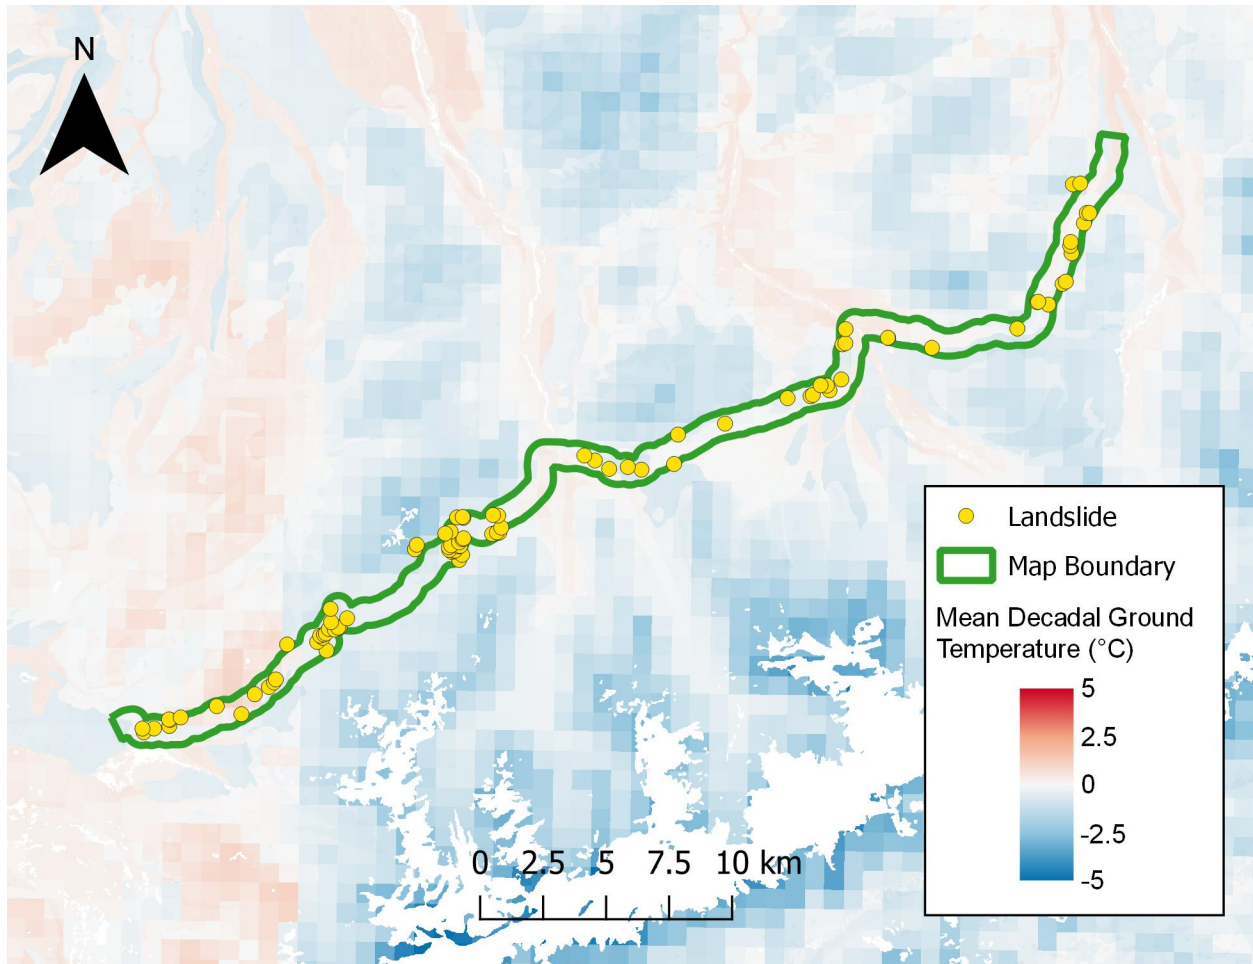 N
Landslide
Map Boundary
Mean Decadal Ground
Temperature (°C)
5
2.5
0
-2.5
-5
0 2.5 5 7.5 10 km